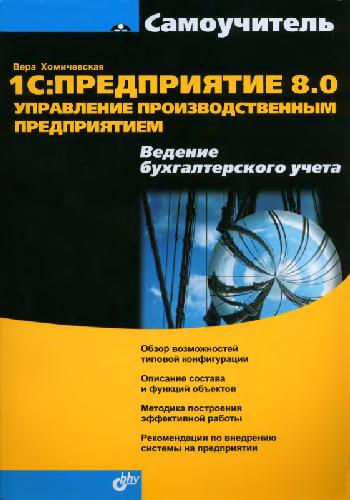 Самоучитель
Вера Хомичевская
1С:ПРЕДПРИЯТИЕ 8.0
УПРАВЛЕНИЕ ПРОИЗВОДСТВЕННЫМ
ПРЕДПРИЯТИЕМ
Ведение
бухгалтерского учета
Обзор возможностей
типовой конфигурации
Описание состава
и функций объектов
Методика построения
эффективной работы
Рекомендации по внедрению
системы на предприятии
bhv